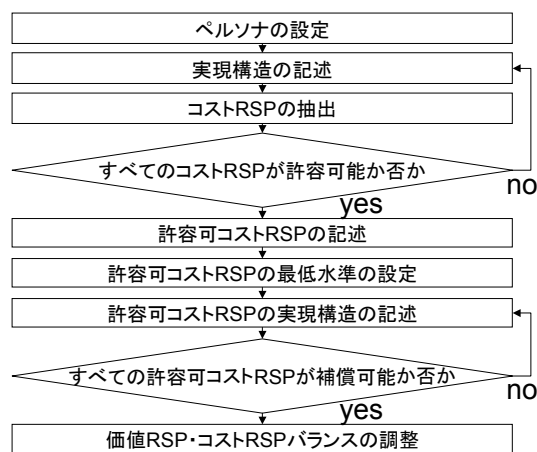 ペルソナの設定
実現構造の記述
コストRSPの抽出
すべてのコストRSPが許容可能か否か
no
yes
許容可コストRSPの記述
許容可コストRSPの最低水準の設定
許容可コストRSPの実現構造の記述
すべての許容可コストRSPが補償可能か否か
no
yes
価値RSP・コストRSPバランスの調整